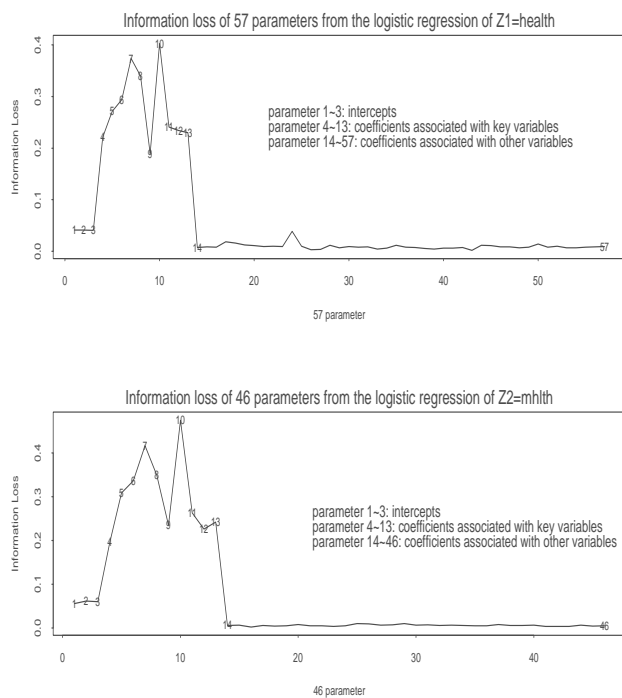 Information loss of 57 parameters from the logistic regression of Z1=health
Information Loss
0.4
0.3
0.2
0.1
0.0
1
2
3
4
5
6
7
8
9
10
11
12
13
14
57
parameter 1~3: intercepts
parameter 4~13: coefficients associated with key variables
parameter 14~57: coefficients associated with other variables
0 10 20 30 40 50
57 parameter
Information loss of 46 parameters from the logistic regression of Z2=mhlth
Information Loss
0.4
0.3
0.2
0.1
0.0
1
2
3
4
5
6
7
8
9
10
11
12
13
14
46
parameter 1~3: intercepts
parameter 4~13: coefficients associated with key variables
parameter 14~46: coefficients associated with other variables
0 10 20 30 40
46 parameter